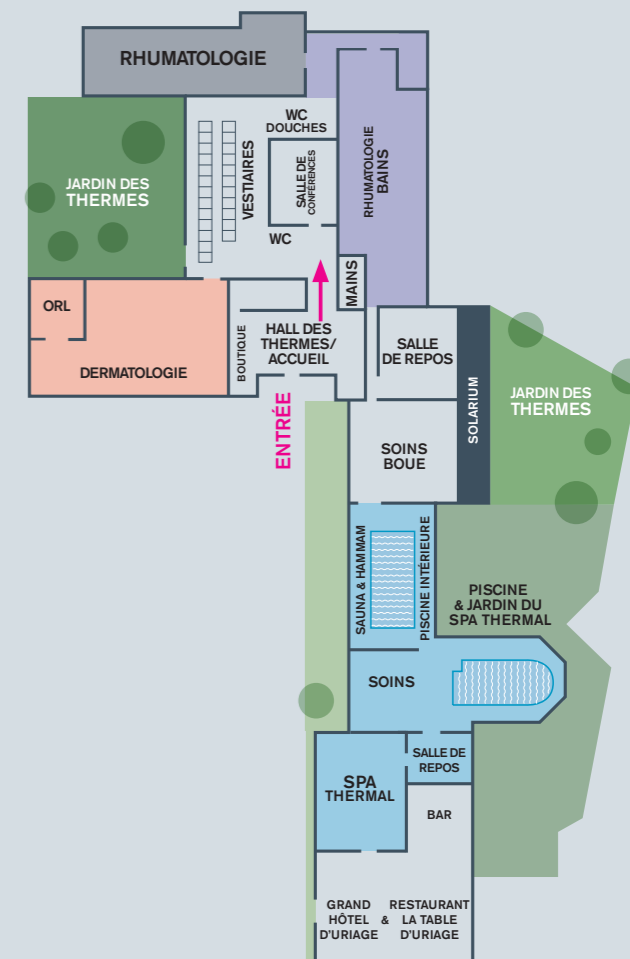 RHUMATOLOGIE
WC
DOUCHES
VESTIAIRES
SALLE DE
CONFÉRENCES
RHUMATOLOGIE
BAINS
JARDIN DES
THERMES
WC
MAINS
ORL
DERMATOLOGIE
BOUTIQUE
HALL DES
THERMES/
ACCUEIL
SALLE
DE REPOS
SOLARIUM
JARDIN DES
THERMES
ENTRÉE
SOINS
BOUE
SAUNA & HAMMAM
PISCINE INTÉRIEURE
PISCINE
& JARDIN DU
SPA THERMAL
SOINS
SALLE DE
REPOS
SPA
THERMAL
BAR
GRAND
HÔTEL
D'URIAGE
&
RESTAURANT
LA TABLE
D'URIAGE